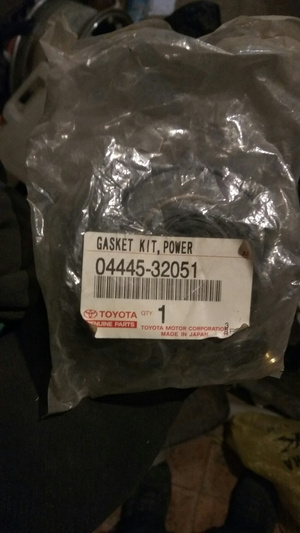 GASKET KIT, POWER
04445-32051
TOYOTA QTY 1
GENUINE PARTS TOYOTA MOTOR CORPORATION
MADE IN JAPAN